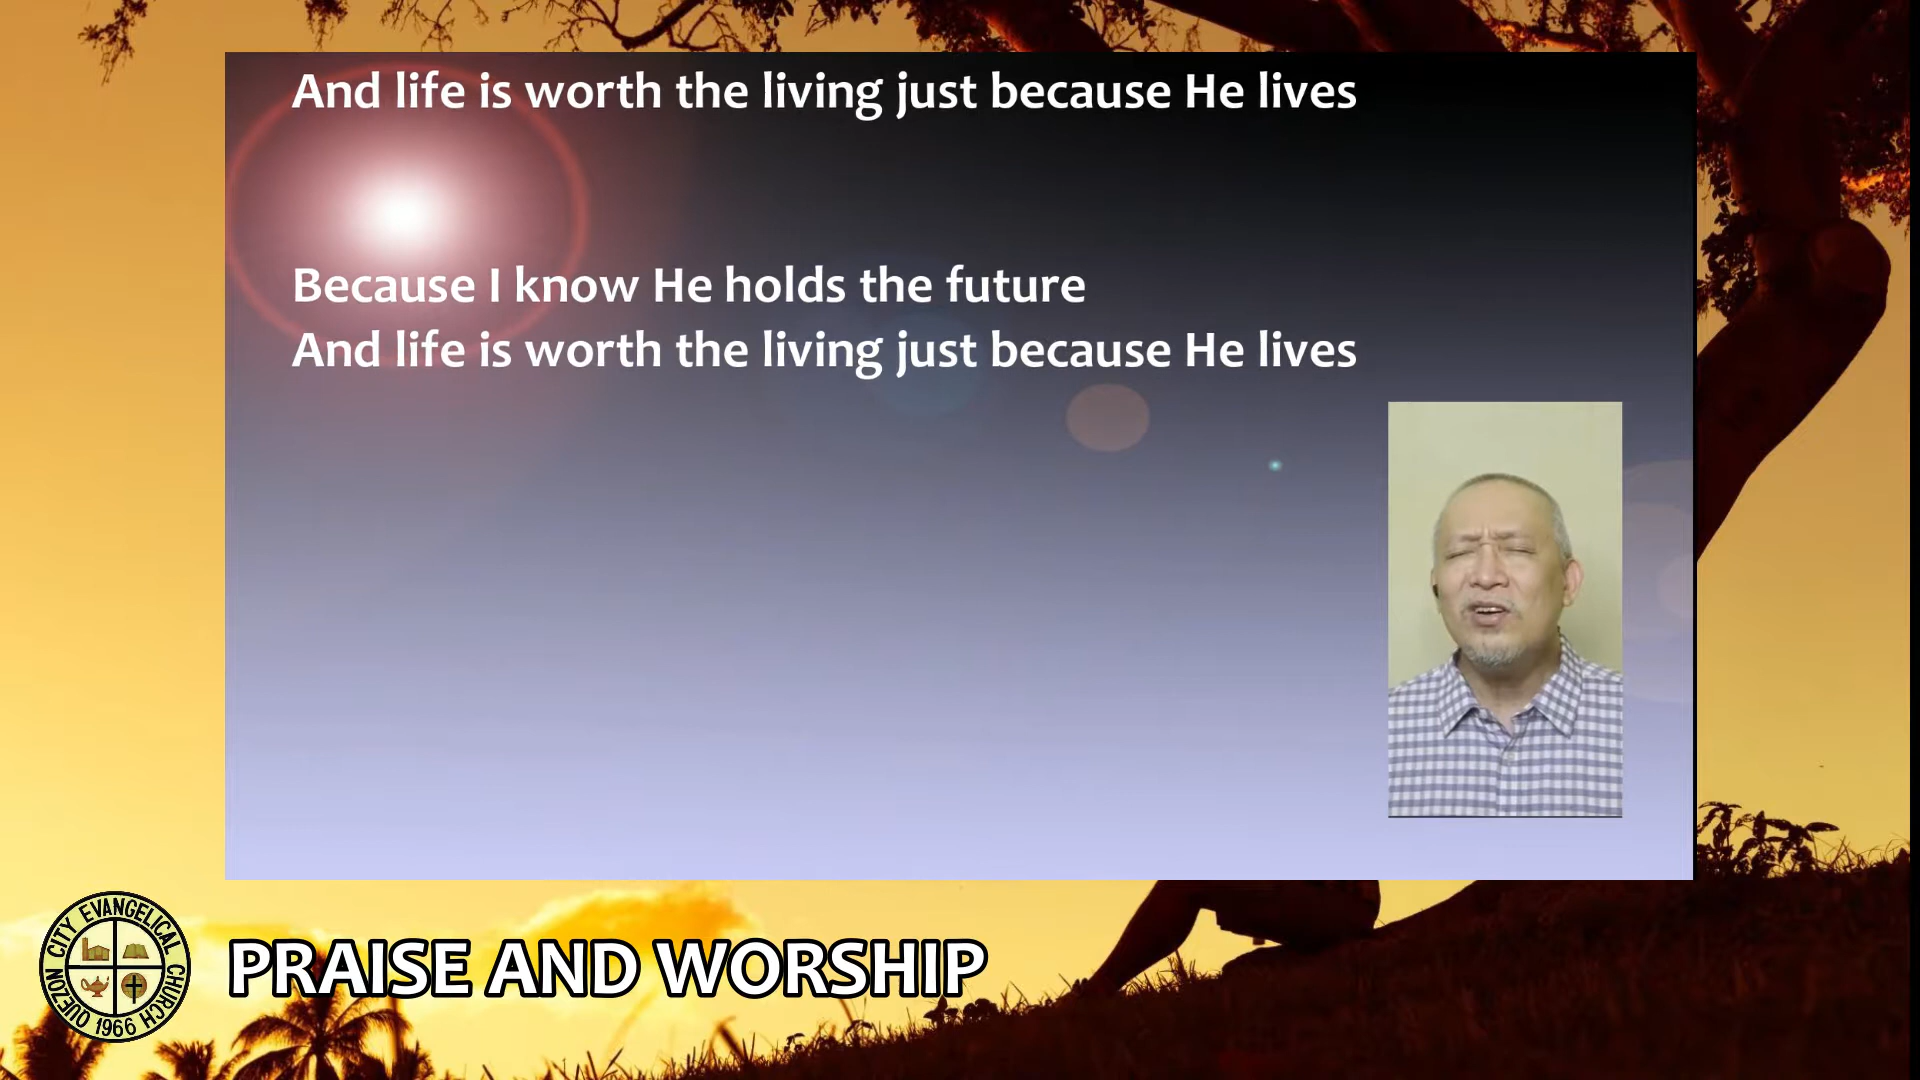 And life is worth the living just because He lives
Because I know He holds the future
And life is worth the living just because He lives
QUEZON CITY EVANGELICAL CHURCH
1966
PRAISE AND WORSHIP